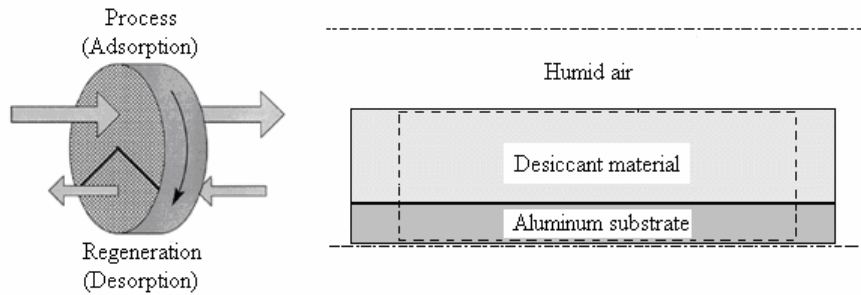 Process
(Adsorption)
Regeneration
(Desorption)
Humid air
Desiccant material
Aluminum substrate